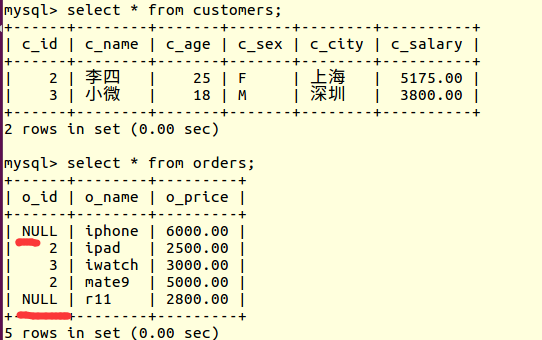 mysql> select * from customers;
+------+--------+-------+-------+--------+----------+
| c_id | c_name | c_age | c_sex | c_city | c_salary |
+------+--------+-------+-------+--------+----------+
|    2 | 李四   |    25 | F     | 上海   |  5175.00 |
|    3 | 小微   |    18 | M     | 深圳   |  3800.00 |
+------+--------+-------+-------+--------+----------+
2 rows in set (0.00 sec)
mysql> select * from orders;
+------+--------+---------+
| o_id | o_name | o_price |
+------+--------+---------+
| NULL | iphone | 6000.00 |
|    2 | ipad   | 2500.00 |
|    3 | iwatch | 3000.00 |
|    2 | mate9  | 5000.00 |
| NULL | r11    | 2800.00 |
+------+--------+---------+
5 rows in set (0.00 sec)